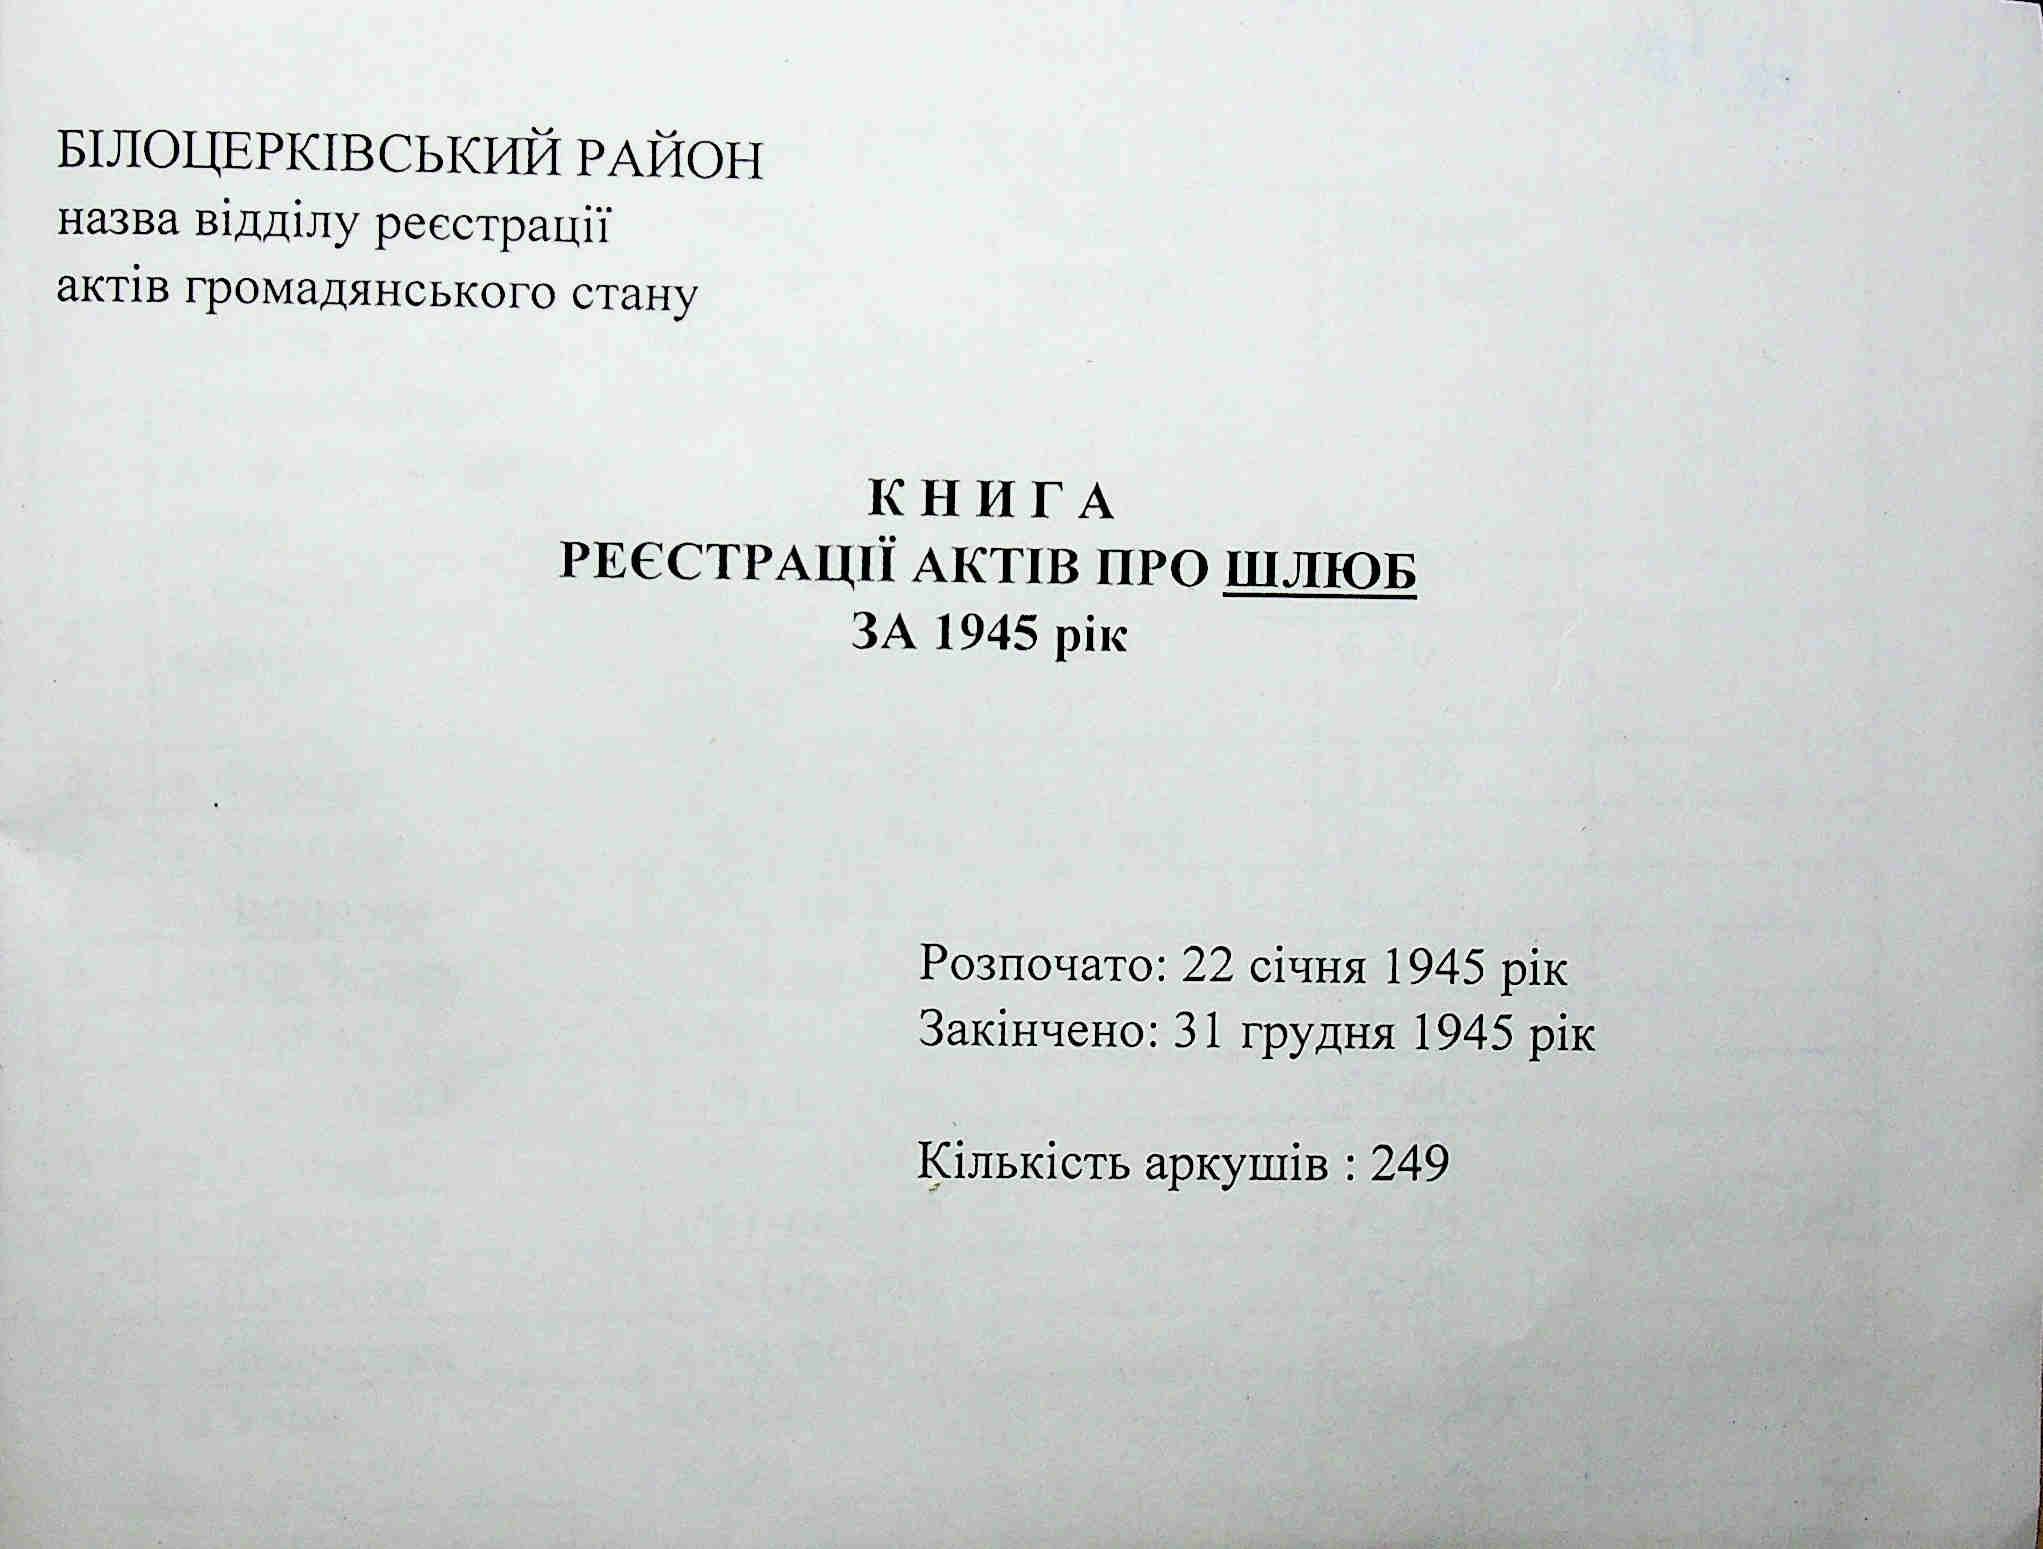 БІЛОЦЕРКІВСЬКИЙ РАЙОН
назва відділу реєстрації
актів громадянського стану
К Н И Г А
РЕЄСТРАЦІЇ АКТІВ ПРО ШЛЮБ
ЗА 1945 рік
Розпочато: 22 січня 1945 рік
Закінчено: 31 грудня 1945 рік
Кількість аркушів : 249